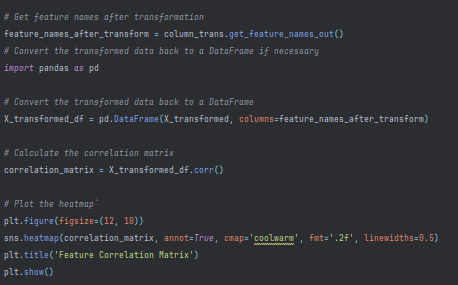 # Get feature names after transformation
feature_names_after_transform = column_trans.get_feature_names_out()
# Convert the transformed data back to a DataFrame if necessary
import pandas as pd
# Convert the transformed data back to a DataFrame
X_transformed_df = pd.DataFrame(X_transformed, columns=feature_names_after_transform)
# Calculate the correlation matrix
correlation_matrix = X_transformed_df.corr()
# Plot the heatmap`
plt.figure(figsize=(12, 10))
sns.heatmap(correlation_matrix, annot=True, cmap='coolwarm', fmt='.2f', linewidths=0.5)
plt.title('Feature Correlation Matrix')
plt.show()